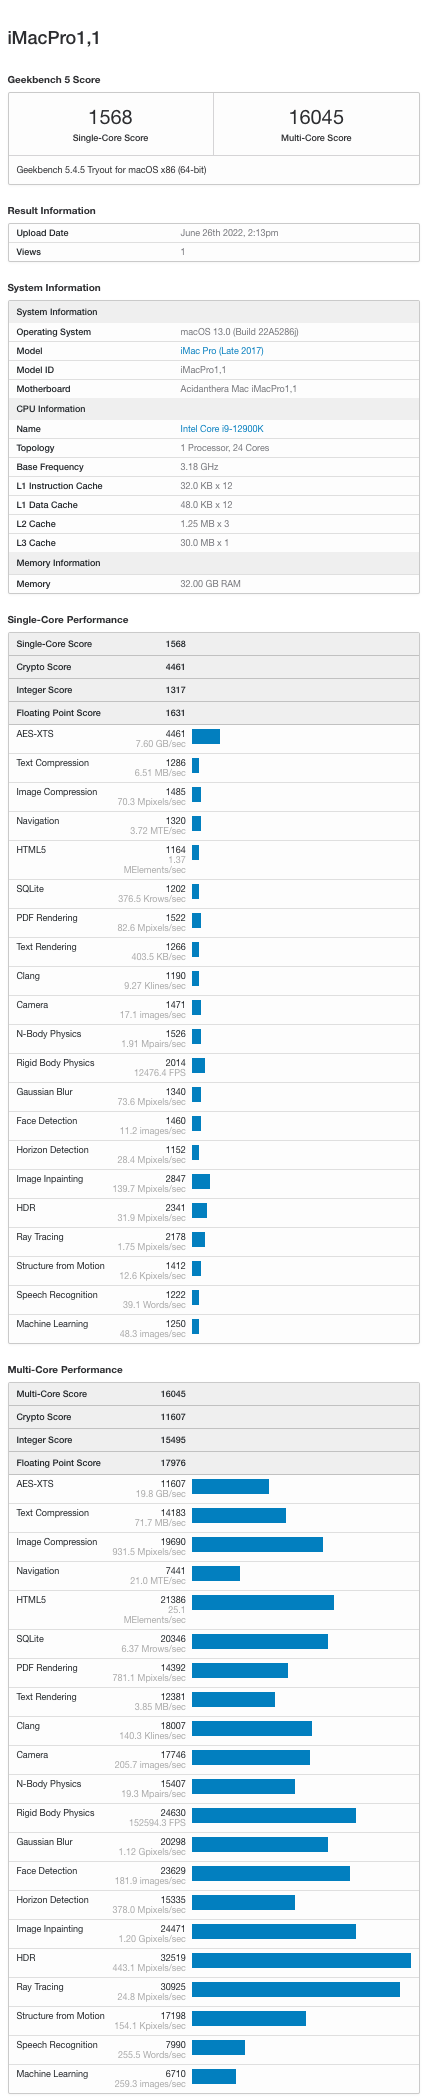 iMacPro1,1
Geekbench 5 Score
1568
16045
Single-Core Score
Multi-Core Score
Geekbench 5.4.5 Tryout for macOS x86 (64-bit)
Result Information
Upload Date June 26th 2022, 2:13pm
Views 1
System Information
System Information
Operating System macOS 13.0 (Build 22A5286j)
Model iMac Pro (Late 2017)
Model ID iMacPro1,1
Motherboard Acidanthera Mac iMacPro1,1
CPU Information
Name Intel Core i9-12900K
Topology 1 Processor, 24 Cores
Base Frequency 3.18 GHz
L1 Instruction Cache 32.0 KB x 12
L1 Data Cache 48.0 KB x 12
L2 Cache 1.25 MB x 3
L3 Cache 30.0 MB x 1
Memory Information
Memory 32.00 GB RAM
Single-Core Performance
Single-Core Score 1568
Crypto Score 4461
Integer Score 1317
Floating Point Score 1631
AES-XTS 4461
7.60 GB/sec
Text Compression 1286
6.51 MB/sec
Image Compression 1485
70.3 Mpixels/sec
Navigation 1320
3.72 MTE/sec
HTML5 1164
1.37
MElements/sec
SQLite 1202
376.5 Krows/sec
PDF Rendering 1522
82.6 Mpixels/sec
Text Rendering 1266
403.5 KB/sec
Clang 1190
9.27 Klines/sec
Camera 1471
17.1 images/sec
N-Body Physics 1526
1.91 Mpairs/sec
Rigid Body Physics 2014
12476.4 FPS
Gaussian Blur 1340
73.6 Mpixels/sec
Face Detection 1460
11.2 images/sec
Horizon Detection 1152
28.4 Mpixels/sec
Image Inpainting 2847
139.7 Mpixels/sec
HDR 2341
31.9 Mpixels/sec
Ray Tracing 2178
1.75 Mpixels/sec
Structure from Motion 1412
12.6 Kpixels/sec
Speech Recognition 1222
39.1 Words/sec
Machine Learning 1250
48.3 images/sec
Multi-Core Performance
Multi-Core Score 16045
Crypto Score 11607
Integer Score 15495
Floating Point Score 17976
AES-XTS 11607
19.8 GB/sec
Text Compression 14183
71.7 MB/sec
Image Compression 19690
931.5 Mpixels/sec
Navigation 7441
21.0 MTE/sec
HTML5 21386
25.1
MElements/sec
SQLite 20346
6.37 Mrows/sec
PDF Rendering 14392
781.1 Mpixels/sec
Text Rendering 12381
3.85 MB/sec
Clang 18007
140.3 Klines/sec
Camera 17746
205.7 images/sec
N-Body Physics 15407
19.3 Mpairs/sec
Rigid Body Physics 24630
152594.3 FPS
Gaussian Blur 20298
1.12 Gpixels/sec
Face Detection 23629
181.9 images/sec
Horizon Detection 15335
378.0 Mpixels/sec
Image Inpainting 24471
1.20 Gpixels/sec
HDR 32519
443.1 Mpixels/sec
Ray Tracing 30925
24.8 Mpixels/sec
Structure from Motion 17198
154.1 Kpixels/sec
Speech Recognition 7990
255.5 Words/sec
Machine Learning 6710
259.3 images/sec